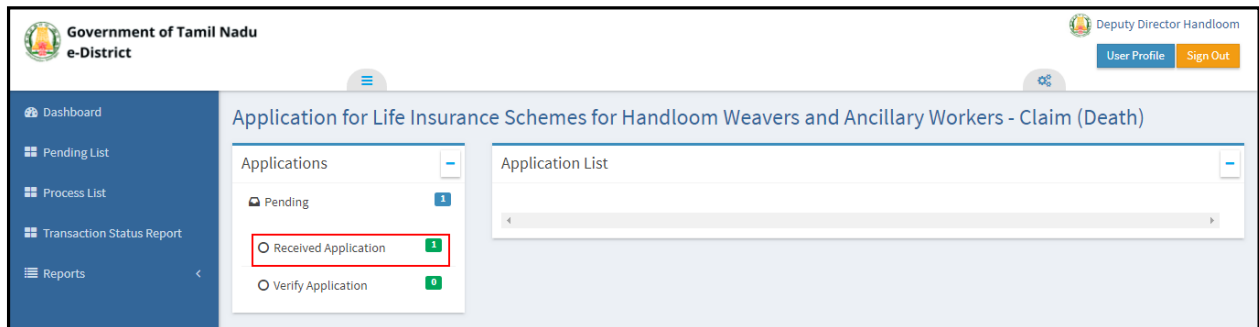 Government of Tamil Nadu
e-District
Deputy Director Handloom
User Profile
Sign Out
Dashboard
Pending List
Process List
Transaction Status Report
Reports
Application for Life Insurance Schemes for Handloom Weavers and Ancillary Workers - Claim (Death)
Applications
Pending 1
Received Application 1
Verify Application 0
Application List